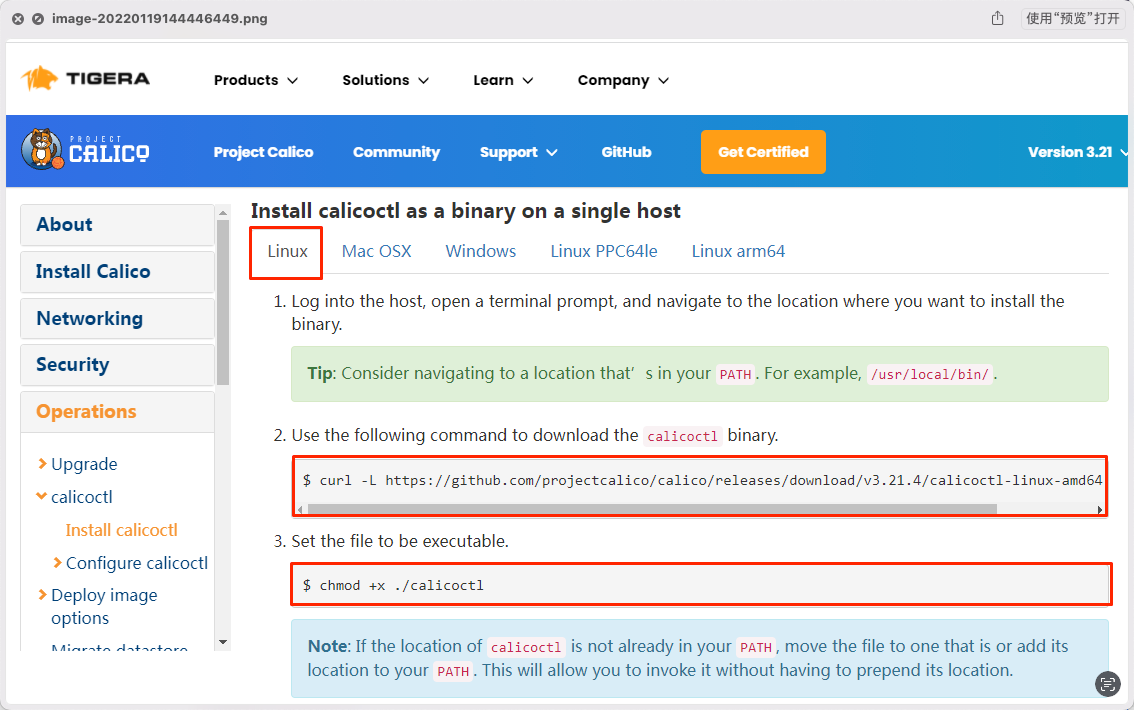 image-20220119144446449.png
使用“预览”打开
TIGERA
Products
Solutions
Learn
Company
PROJECT
CALICO
Project Calico
Community
Support
GitHub
Get Certified
Version 3.21
About
Install Calico
Networking
Security
Operations
Upgrade
calicoctl
Install calicoctl
Configure calicoctl
Deploy image
options
Migrate datastore
Install calicoctl as a binary on a single host
Linux
Mac OSX
Windows
Linux PPC64le
Linux arm64
1. Log into the host, open a terminal prompt, and navigate to the location where you want to install the
binary.
Tip: Consider navigating to a location that’s in your PATH. For example, /usr/local/bin/.
2. Use the following command to download the calicoctl binary.
$ curl -L https://github.com/projectcalico/calico/releases/download/v3.21.4/calicoctl-linux-amd64
3. Set the file to be executable.
$ chmod +x ./calicoctl
Note: If the location of calicoctl is not already in your PATH, move the file to one that is or add its
location to your PATH. This will allow you to invoke it without having to prepend its location.